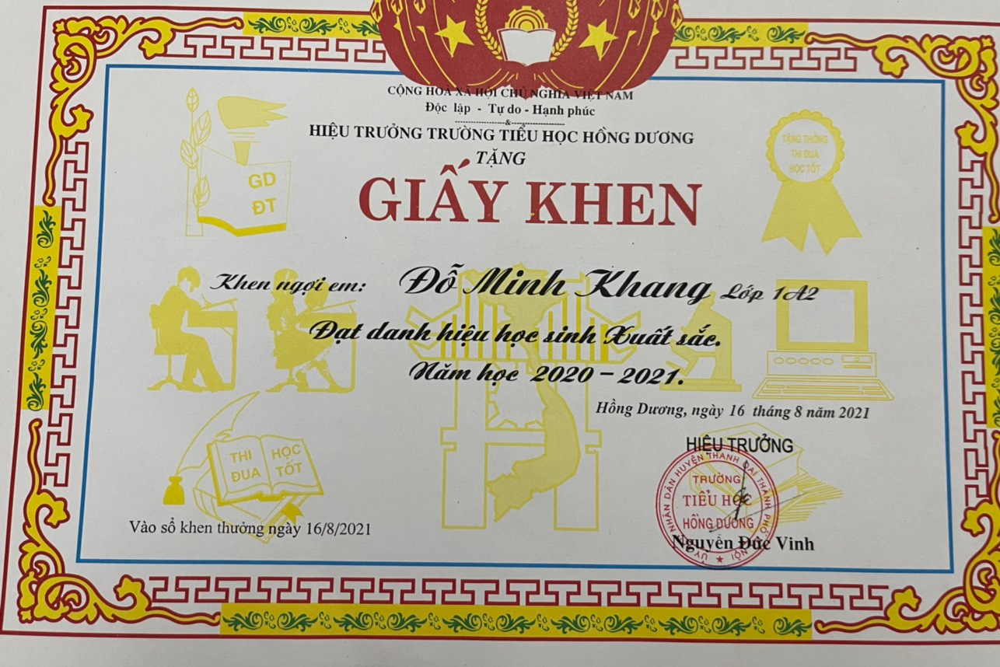 CỘNG HOÀ XÃ HỘI CHỦ NGHĨA VIỆT NAM
Độc lập - Tự do - Hạnh phúc
HIỆU TRƯỞNG TRƯỜNG TIỂU HỌC HỒNG DƯƠNG
TẶNG
GIẤY KHEN
GD
ĐT
TẶNG THƯỞNG
THI ĐUA
HỌC TỐT
Khen ngợi em: Đỗ Minh Khang Lớp 1A2
Đạt danh hiệu học sinh Xuất sắc.
Năm học 2020 - 2021.
Hồng Dương, ngày 16 tháng 8 năm 2021
HIỆU TRƯỞNG
THI ĐUA
HỌC TỐT
ỦY NHÂN DÂN HUYỆN THANH OAI THÀNH PHỐ HÀ NỘI
TRƯỜNG
TIỂU HỌC
HỒNG DƯƠNG
Vào sổ khen thưởng ngày 16/8/2021
Nguyễn Đức Vinh